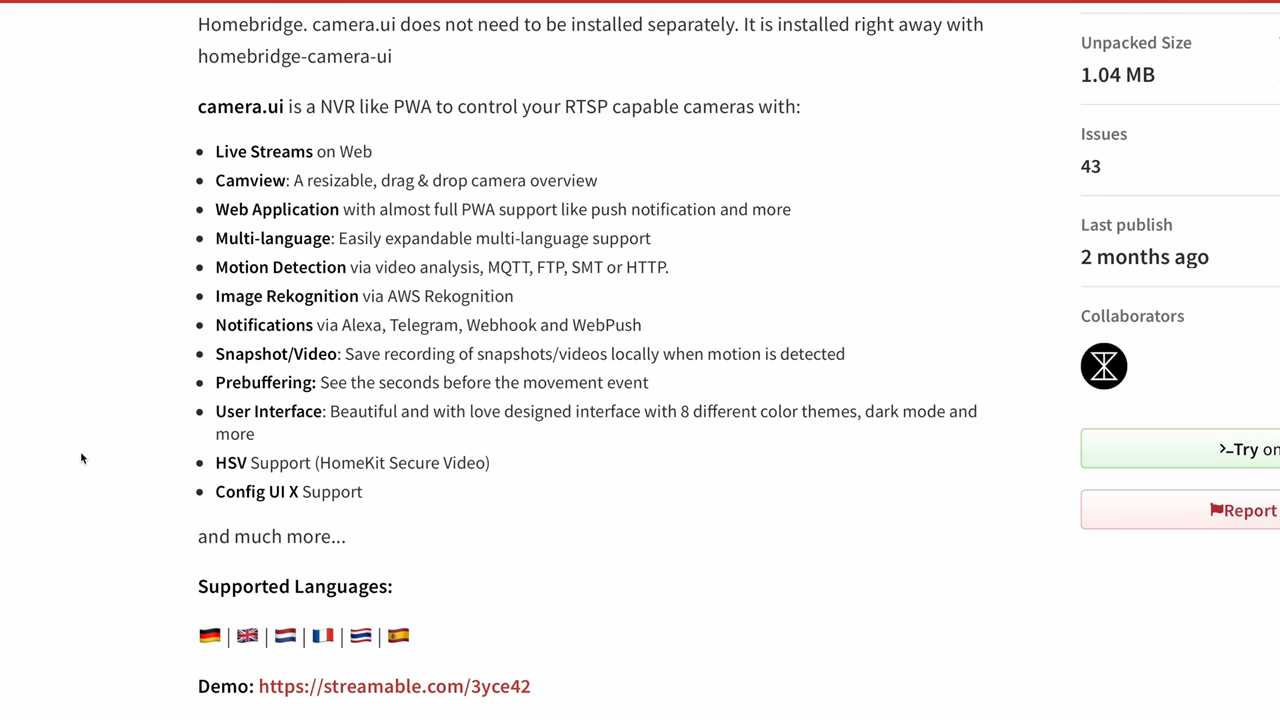 Homebridge. camera.ui does not need to be installed separately. It is installed right away with
homebridge-camera-ui
camera.ui is a NVR like PWA to control your RTSP capable cameras with:
Live Streams on Web
Camview: A resizable, drag & drop camera overview
Web Application with almost full PWA support like push notification and more
Multi-language: Easily expandable multi-language support
Motion Detection via video analysis, MQTT, FTP, SMT or HTTP.
Image Rekognition via AWS Rekognition
Notifications via Alexa, Telegram, Webhook and WebPush
Snapshot/Video: Save recording of snapshots/videos locally when motion is detected
Prebuffering: See the seconds before the movement event
User Interface: Beautiful and with love designed interface with 8 different color themes, dark mode and
more
HSV Support (HomeKit Secure Video)
Config UI X Support
and much more...
Supported Languages:
| | | | |
Demo: https://streamable.com/3yce42
Unpacked Size
1.04 MB
Issues
43
Last publish
2 months ago
Collaborators
>_Try on
Report